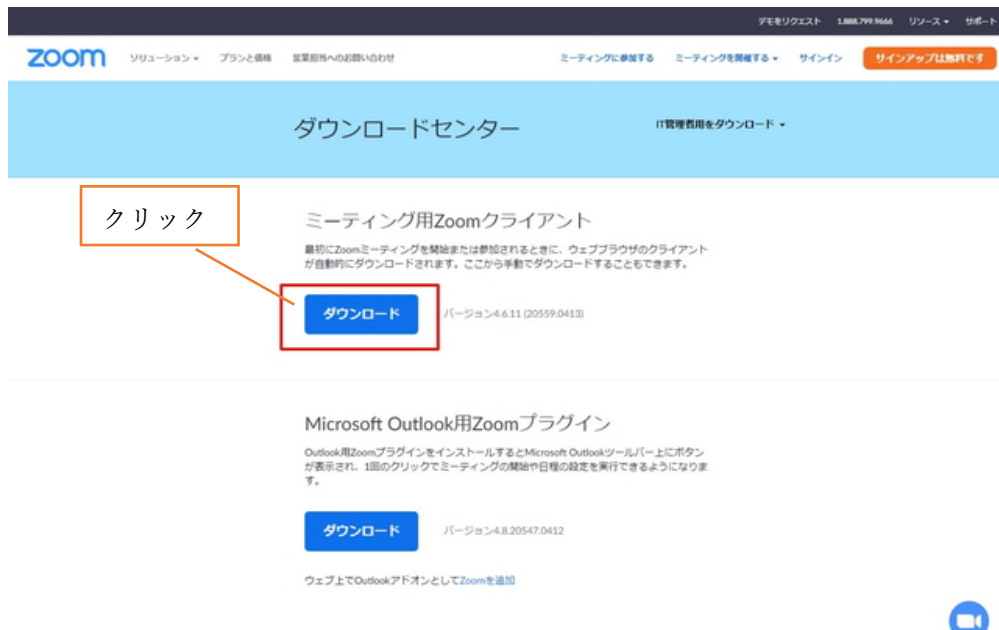 デモをリクエスト 1.888.799.9666 リソース サポート
zoom ソリューション プランと価格 営業担当へのお問い合わせ ミーティングに参加する ミーティングを開催する サインイン サインアップは無料です
ダウンロードセンター IT管理者用をダウンロード
クリック
ミーティング用Zoomクライアント
最初にZoomミーティングを開始または参加されるときに、ウェブブラウザのクライアント
が自動的にダウンロードされます。ここから手動でダウンロードすることもできます。
ダウンロード バージョン4.6.11 (20559.0413)
Microsoft Outlook用Zoomプラグイン
Outlook用ZoomプラグインをインストールするとMicrosoft Outlookツールバー上にボタン
が表示され、1回のクリックでミーティングの開始や日程の設定を実行できるようになりま
す。
ダウンロード バージョン4.8.20547.0412
ウェブ上でOutlookアドオンとしてZoomを追加